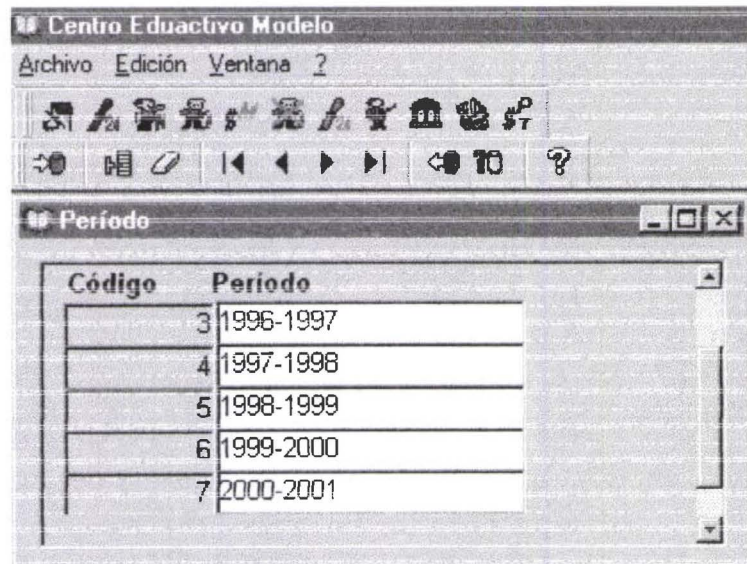 Centro Eduactivo Modelo
Archivo Edición Ventana ?
Período
Código Período
3 1996-1997
4 1997-1998
5 1998-1999
6 1999-2000
7 2000-2001